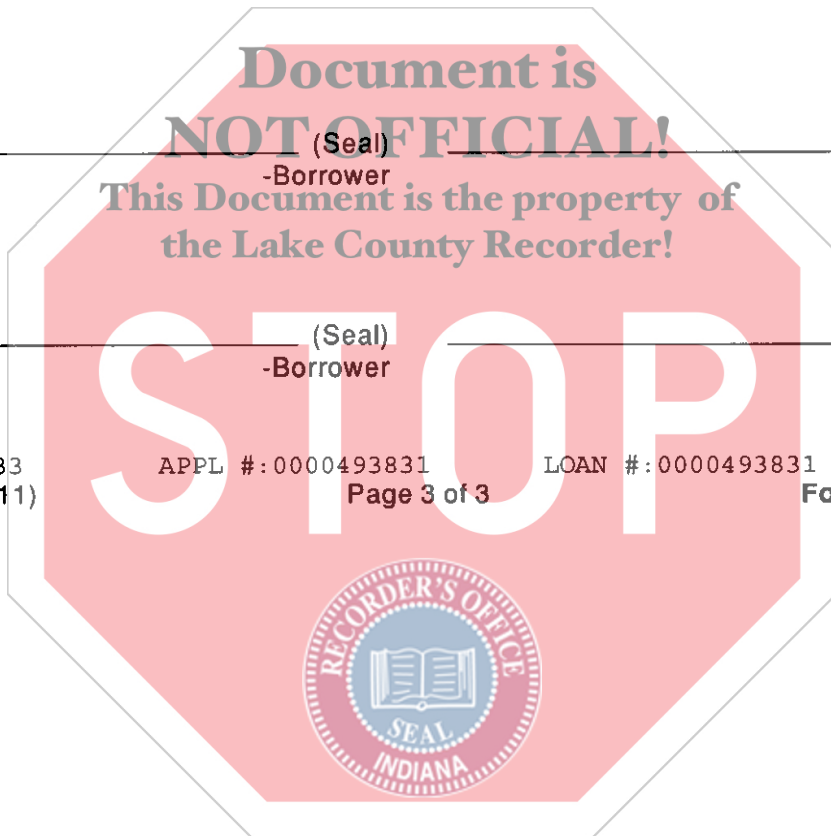 Document is
NOT OFFICIAL!
(Seal)
-Borrower
This Document is the property of
the Lake County Recorder!
STOP
(Seal)
-Borrower
APPL #:0000493831 LOAN #:0000493831
Page 3 of 3
RECORDER'S OFFICE
SEAL
INDIANA